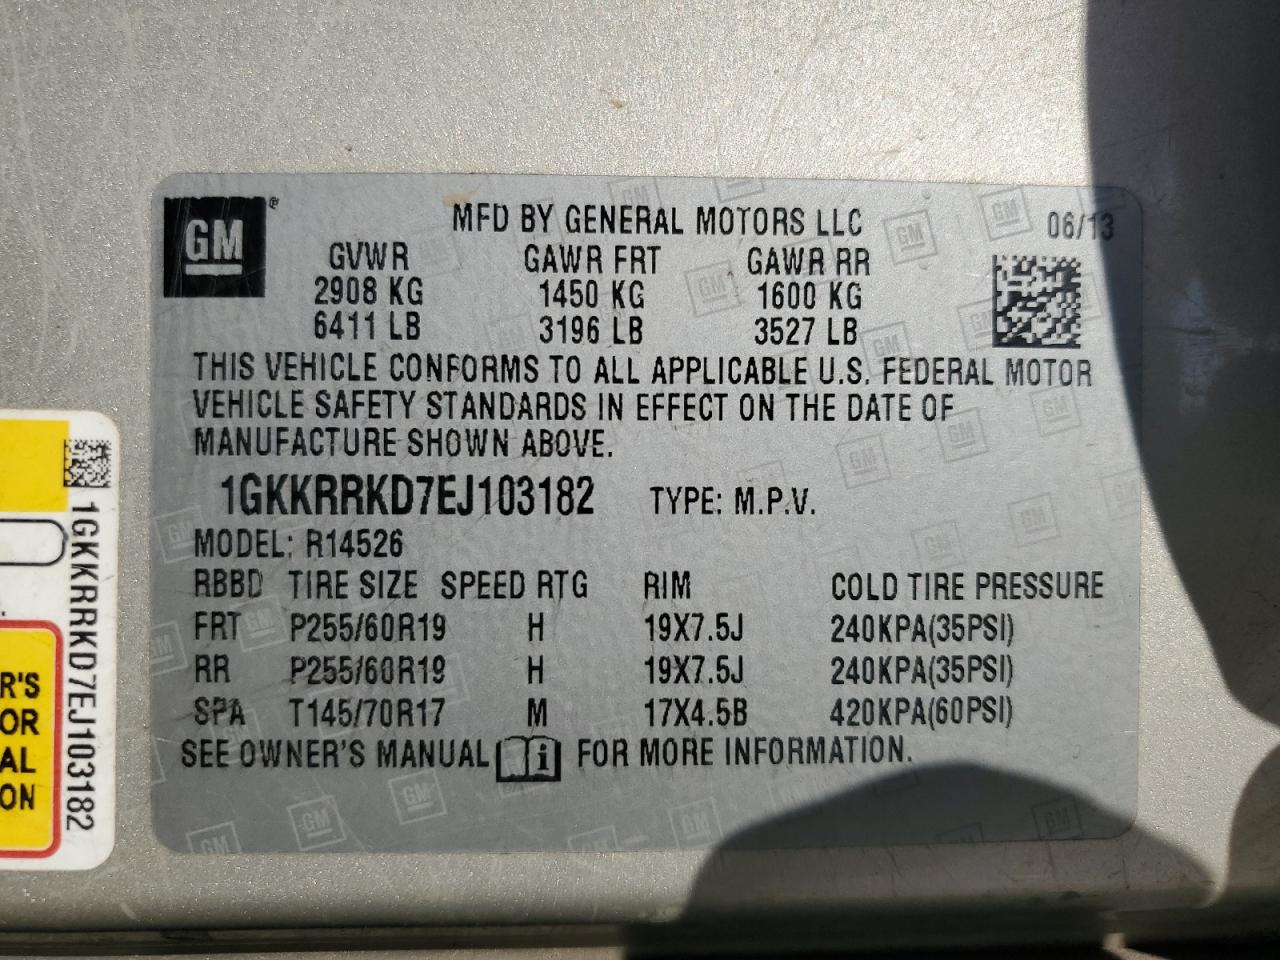 GM
MFD BY GENERAL MOTORS LLC 06/13
GVWR GAWR FRT GAWR RR
2908 KG 1450 KG 1600 KG
6411 LB 3196 LB 3527 LB
THIS VEHICLE CONFORMS TO ALL APPLICABLE U.S. FEDERAL MOTOR
VEHICLE SAFETY STANDARDS IN EFFECT ON THE DATE OF
MANUFACTURE SHOWN ABOVE.
1GKKRRKD7EJ103182 TYPE: M.P.V.
MODEL: R14526
RBBD TIRE SIZE SPEED RTG RIM COLD TIRE PRESSURE
FRT P255/60R19 H 19X7.5J 240KPA(35PSI)
RR P255/60R19 H 19X7.5J 240KPA(35PSI)
SPA T145/70R17 M 17X4.5B 420KPA(60PSI)
SEE OWNER'S MANUAL FOR MORE INFORMATION.
1GKKRRKD7EJ103182
R'S
OR
AL
ON